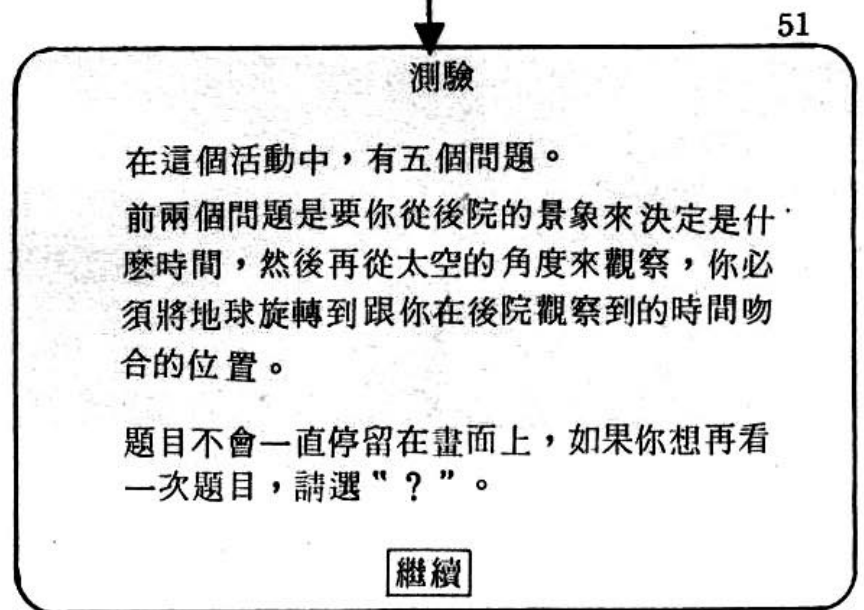 51
測驗
在這個活動中，有五個問題。
前兩個問題是要你從後院的景象來決定是什
麼時間，然後再從太空的角度來觀察，你必
須將地球旋轉到跟你在後院觀察到的時間吻
合的位置。
題目不會一直停留在畫面上，如果你想再看
一次題目，請選〝？〞。
繼續